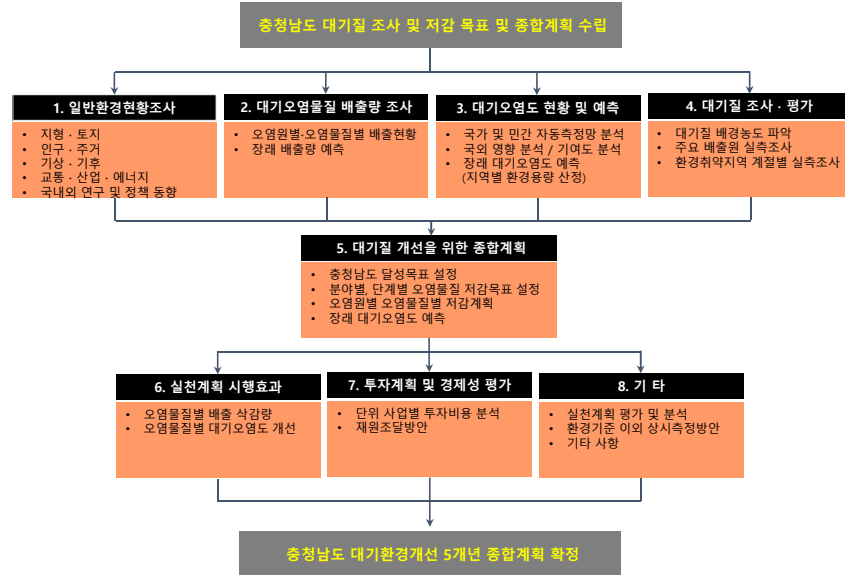 충청남도 대기질 조사 및 저감 목표 및 종합계획 수립
1. 일반환경현황조사
• 지형 · 토지
• 인구 · 주거
• 기상 · 기후
• 교통 · 산업 · 에너지
• 국내외 연구 및 정책 동향
2. 대기오염물질 배출량 조사
• 오염원별·오염물질별 배출현황
• 장래 배출량 예측
3. 대기오염도 현황 및 예측
• 국가 및 민간 자동측정망 분석
• 국외 영향 분석 / 기여도 분석
• 장래 대기오염도 예측
(지역별 환경용량 산정)
4. 대기질 조사 · 평가
• 대기질 배경농도 파악
• 주요 배출원 실측조사
• 환경취약지역 계절별 실측조사
5. 대기질 개선을 위한 종합계획
• 충청남도 달성목표 설정
• 분야별, 단계별 오염물질 저감목표 설정
• 오염원별 오염물질별 저감계획
• 장래 대기오염도 예측
6. 실천계획 시행효과
• 오염물질별 배출 삭감량
• 오염물질별 대기오염도 개선
7. 투자계획 및 경제성 평가
• 단위 사업별 투자비용 분석
• 재원조달방안
8. 기 타
• 실천계획 평가 및 분석
• 환경기준 이외 상시측정방안
• 기타 사항
충청남도 대기환경개선 5개년 종합계획 확정